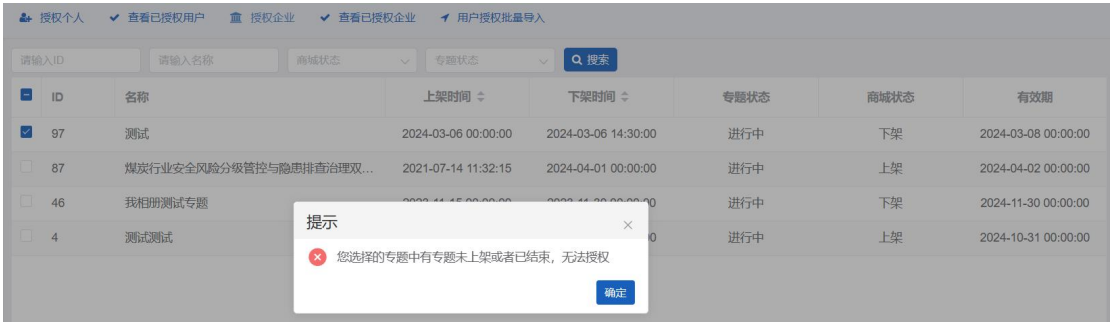 授权个人 查看已授权用户 授权企业 查看已授权企业 用户授权批量导入
请输入ID 请输入名称 商城状态 专题状态 搜索
ID 名称 上架时间 下架时间 专题状态 商城状态 有效期
97 测试 2024-03-06 00:00:00 2024-03-06 14:30:00 进行中 下架 2024-03-08 00:00:00
87 煤炭行业安全风险分级管控与隐患排查治理双... 2021-07-14 11:32:15 2024-04-01 00:00:00 进行中 上架 2024-04-02 00:00:00
46 我相册测试专题 进行中 下架 2024-11-30 00:00:00
4 测试测试 进行中 上架 2024-10-31 00:00:00
提示
您选择的专题中有专题未上架或者已结束，无法授权
确定